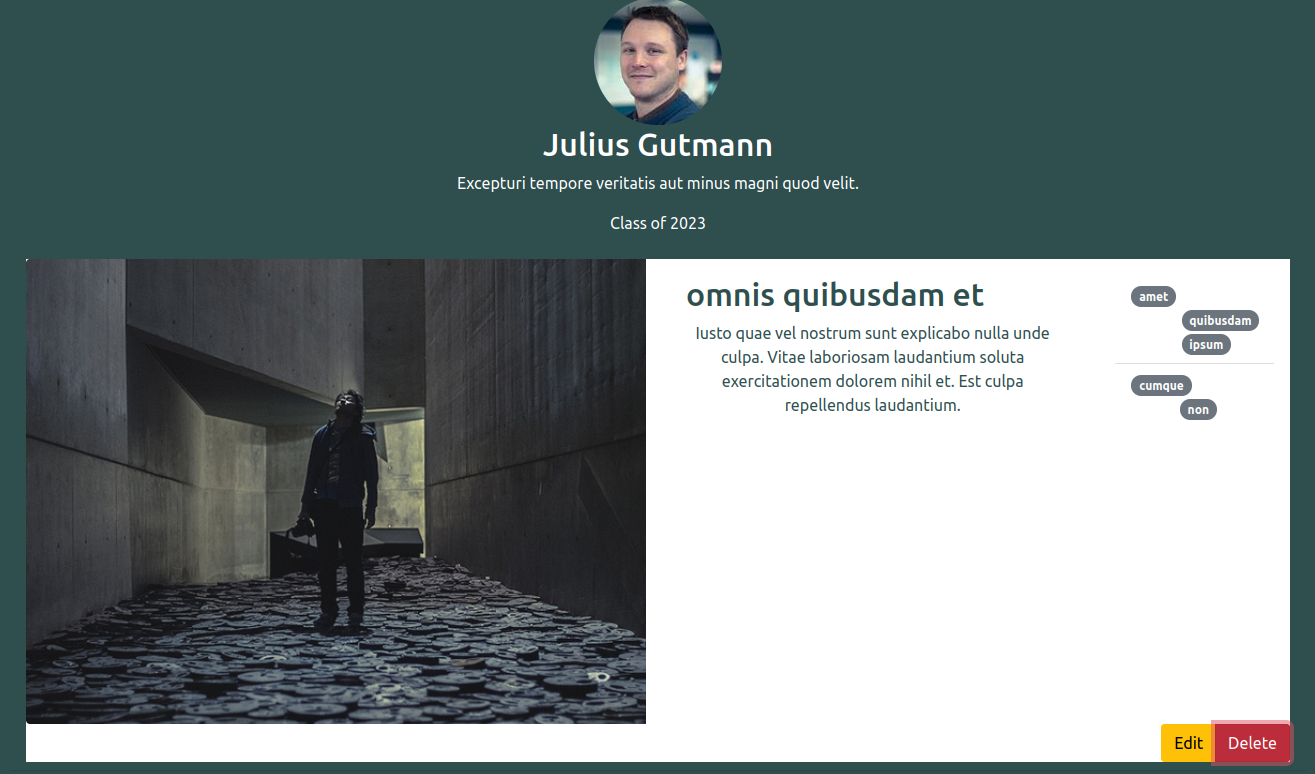 Julius Gutmann
Excepturi tempore veritatis aut minus magni quod velit.
Class of 2023
omnis quibusdam et
Iusto quae vel nostrum sunt explicabo nulla unde
culpa. Vitae laboriosam laudantium soluta
exercitationem dolorem nihil et. Est culpa
repellendus laudantium.
amet
quibusdam
ipsum
cumque
non
Edit
Delete